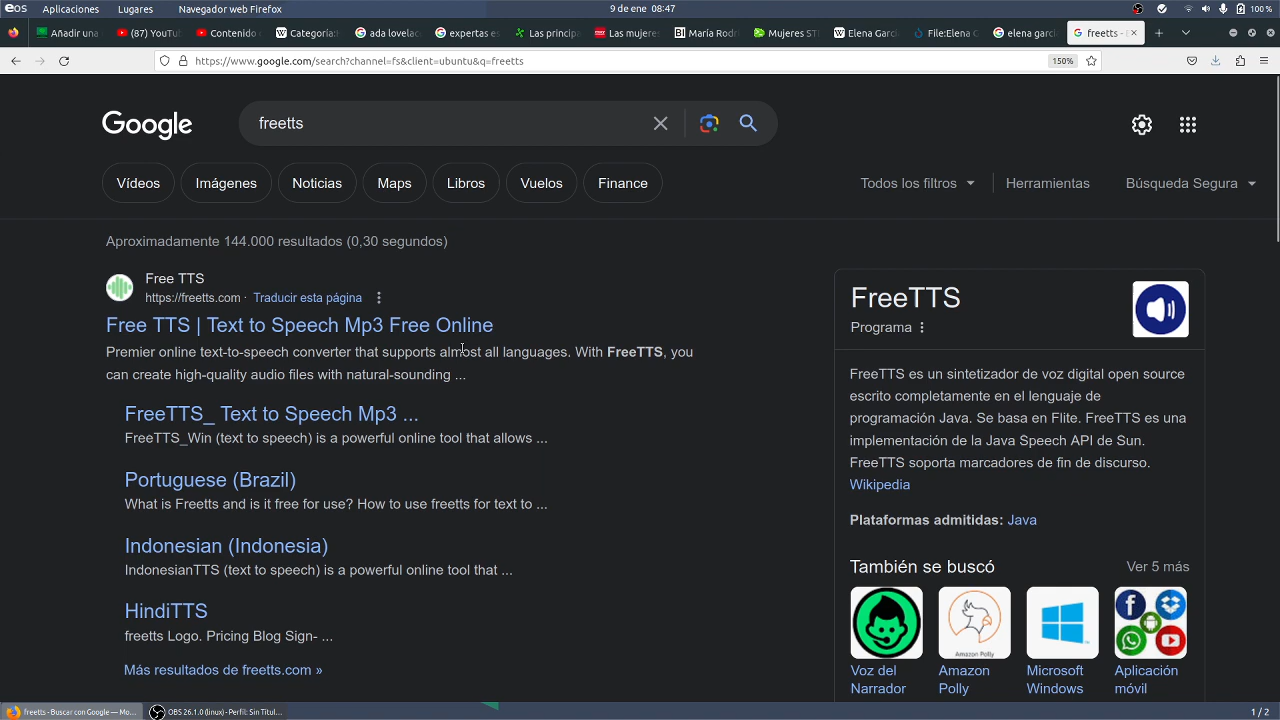 eos Aplicaciones Lugares Navegador web Firefox 9 de ene 08:47 100 %
Añadir una (87) YouTu Contenido Categoría: ada lovelac expertas es Las principa Las mujeres María Rodr Mujeres ST Elena Garcí File:Elena G elena garcí freetts - B
https://www.google.com/search?channel=fs&client=ubuntu&q=freetts 150%
Google freetts
Vídeos Imágenes Noticias Maps Libros Vuelos Finance Todos los filtros Herramientas Búsqueda Segura
Aproximadamente 144.000 resultados (0,30 segundos)
Free TTS
https://freetts.com · Traducir esta página
Free TTS | Text to Speech Mp3 Free Online
Premier online text-to-speech converter that supports almost all languages. With FreeTTS, you
can create high-quality audio files with natural-sounding ...
FreeTTS_ Text to Speech Mp3 ...
FreeTTS_Win (text to speech) is a powerful online tool that allows ...
Portuguese (Brazil)
What is Freetts and is it free for use? How to use freetts for text to ...
Indonesian (Indonesia)
IndonesianTTS (text to speech) is a powerful online tool that ...
HindiTTS
freetts Logo. Pricing Blog Sign- ...
Más resultados de freetts.com »
FreeTTS
Programa
FreeTTS es un sintetizador de voz digital open source
escrito completamente en el lenguaje de
programación Java. Se basa en Flite. FreeTTS es una
implementación de la Java Speech API de Sun.
FreeTTS soporta marcadores de fin de discurso.
Wikipedia
Plataformas admitidas: Java
También se buscó Ver 5 más
Amazon Polly
Voz del Amazon Microsoft Aplicación
Narrador Polly Windows móvil
freetts - Buscar con Google — Mo... OBS 26.1.0 (linux) - Perfil: Sin Títul... 1 / 2